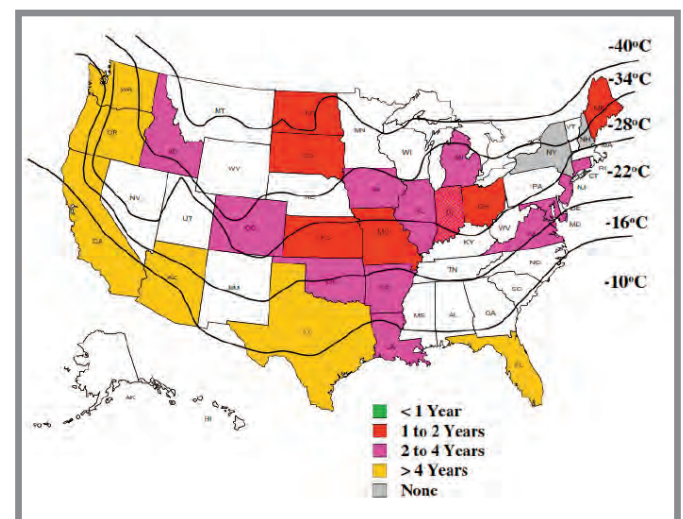 -40°C
-34°C
-28°C
-22°C
-16°C
-10°C
WA
MT
MN
ME
VT
NH
OR
ID
WI
MI
NY
MA
RI
CT
WY
SD
IA
PA
NJ
NV
UT
NE
IL
OH
DE
MD
CA
CO
KS
MO
KY
WV
VA
AZ
NM
OK
AR
TN
NC
SC
MS
AL
GA
TX
LA
FL
AK
HI
< 1 Year
1 to 2 Years
2 to 4 Years
> 4 Years
None